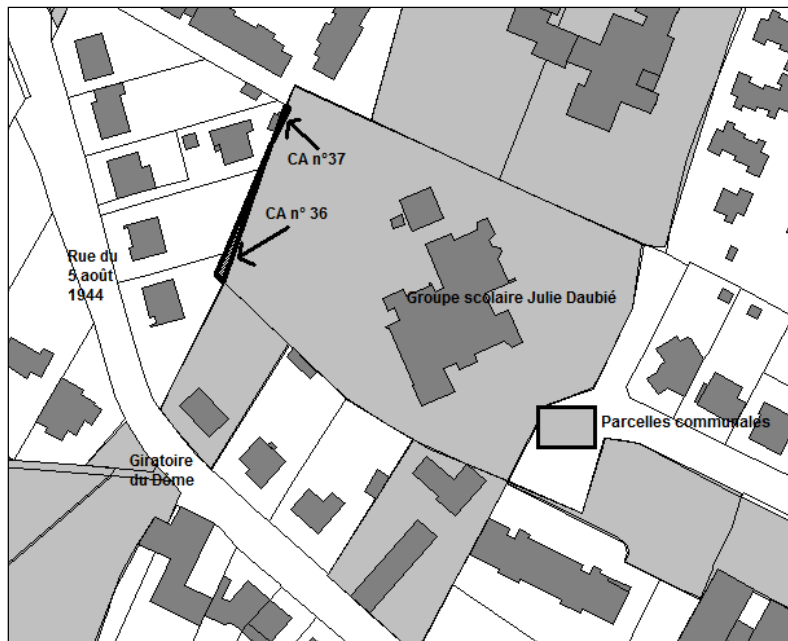 CA n°37
CA n° 36
Rue du
5 août
1944
Groupe scolaire Julie Daubié
Parcelles communales
Giratoire
du Dôme